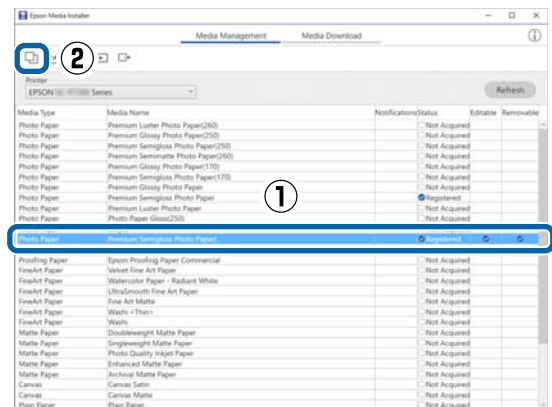 Epson Media Installer
Media Management Media Download
②
Printer
EPSON Series
Refresh
Media Type Media Name Notifications Status Editable Removable
Photo Paper Premium Luster Photo Paper(260) Not Acquired
Photo Paper Premium Glossy Photo Paper(250) Not Acquired
Photo Paper Premium Semigloss Photo Paper(250) Not Acquired
Photo Paper Premium Semimatte Photo Paper(260) Not Acquired
Photo Paper Premium Glossy Photo Paper(170) Not Acquired
Photo Paper Premium Semigloss Photo Paper(170) Not Acquired
Photo Paper Premium Glossy Photo Paper Not Acquired
Photo Paper Premium Semigloss Photo Paper Registered
①
Photo Paper Premium Luster Photo Paper Not Acquired
Photo Paper Photo Paper Gloss(250) Not Acquired
Photo Paper Premium Semigloss Photo Paper Registered
Proofing Paper Epson Proofing Paper Commercial Not Acquired
FineArt Paper Velvet Fine Art Paper Not Acquired
FineArt Paper Watercolor Paper - Radiant White Not Acquired
FineArt Paper UltraSmooth Fine Art Paper Not Acquired
FineArt Paper Fine Art Matte Not Acquired
FineArt Paper Washi <Thin> Not Acquired
FineArt Paper Washi Not Acquired
Matte Paper Doubleweight Matte Paper Not Acquired
Matte Paper Singleweight Matte Paper Not Acquired
Matte Paper Photo Quality Inkjet Paper Not Acquired
Matte Paper Enhanced Matte Paper Not Acquired
Matte Paper Archival Matte Paper Not Acquired
Canvas Canvas Satin Not Acquired
Canvas Canvas Matte Not Acquired
Plain Paper Plain Paper Not Acquired